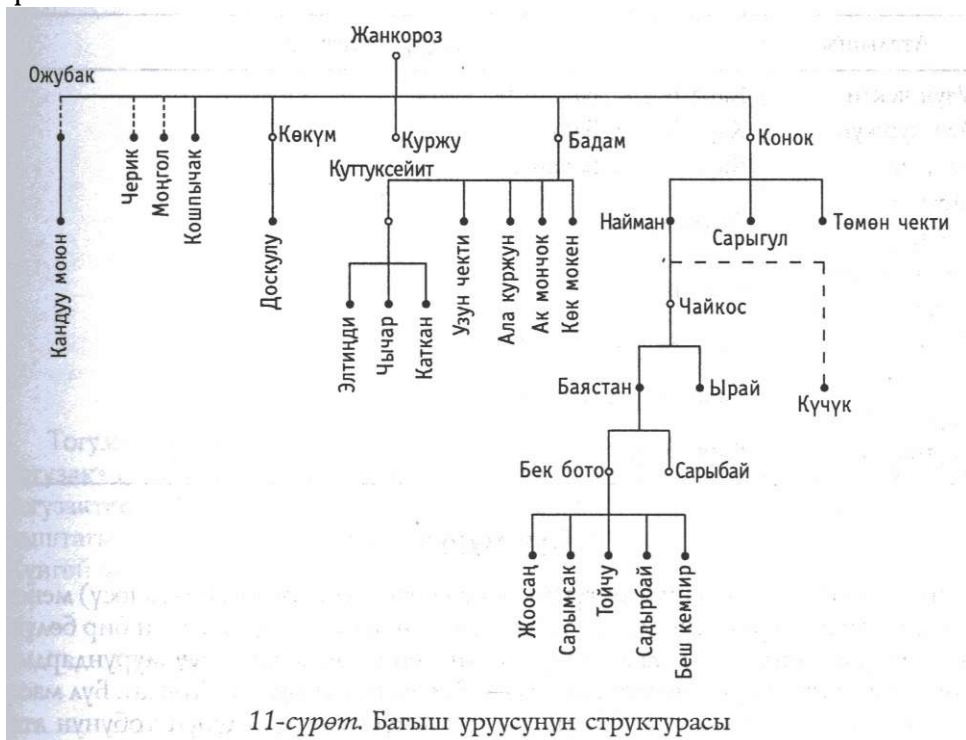 Жанкороз
Ожубак
Черик
Моңгол
Кошпычак
Көкүм
Куржу
Бадам
Конок
Куттуксейит
Кандуу моюн
Доскулу
Узун чекти
Ала куржун
Ак мончок
Көк мокен
Найман
Сарыгул
Төмөн чекти
Элтинди
Чычар
Каткан
Чайкос
Баястан
Ырай
Күчүк
Бек бото
Сарыбай
Жоосаң
Сарымсак
Тойчу
Садырбай
Беш кемпир
11-сүрөт. Багыш уруусунун структурасы